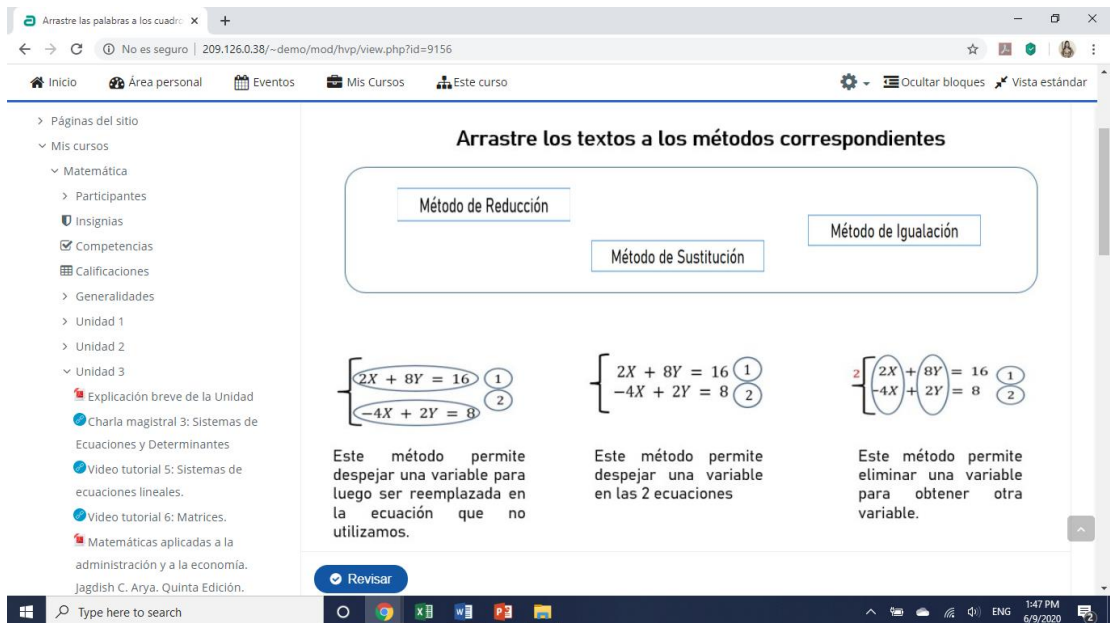 Arrastre las palabras a los cuadro
No es seguro | 209.126.0.38/~demo/mod/hvp/view.php?id=9156
Inicio Área personal Eventos Mis Cursos Este curso Ocultar bloques Vista estándar
Páginas del sitio
Mis cursos
Matemática
Participantes
Insignias
Competencias
Calificaciones
Generalidades
Unidad 1
Unidad 2
Unidad 3
Explicación breve de la Unidad
Charla magistral 3: Sistemas de
Ecuaciones y Determinantes
Video tutorial 5: Sistemas de
ecuaciones lineales.
Video tutorial 6: Matrices.
Matemáticas aplicadas a la
administración y a la economía.
Jagdish C. Arya. Quinta Edición.
Arrastre los textos a los métodos correspondientes
Método de Reducción
Método de Igualación
Método de Sustitución
2X + 8Y = 16 1
-4X + 2Y = 8 2
Este método permite
despejar una variable para
luego ser reemplazada en
la ecuación que no
utilizamos.
2X + 8Y = 16 1
-4X + 2Y = 8 2
Este método permite
despejar una variable
en las 2 ecuaciones
2 2X + 8Y = 16 1
-4X + 2Y = 8 2
Este método permite
eliminar una variable
para obtener otra
variable.
Revisar
Type here to search
ENG
1:47 PM
6/9/2020
2